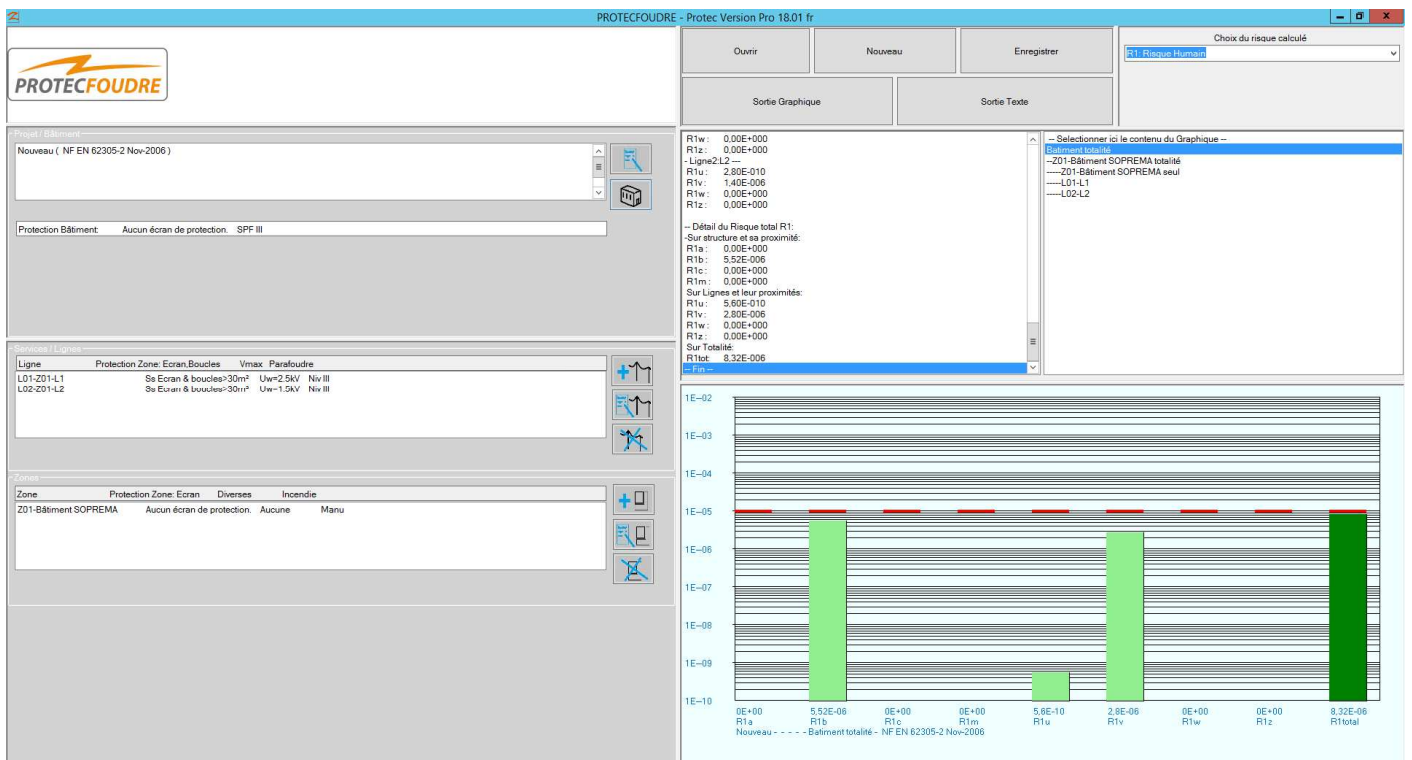 PROTECFOUDRE - Protec Version Pro 18.01 fr
PROTECFOUDRE
Ouvrir
Nouveau
Enregistrer
Sortie Graphique
Sortie Texte
Choix du risque calculé
R1: Risque Humain
Projet / Bâtiment
Nouveau ( NF EN 62305-2 Nov-2006 )
Protection Bâtiment: Aucun écran de protection. SPF III
Services / Lignes
Ligne Protection Zone: Ecran,Boucles Vmax Parafoudre
L01-Z01-L1 Ss Ecran & boucles>30m² Uw=2.5kV Niv III
L02-Z01-L2 Ss Ecran & boucles>30m² Uw=1.5kV Niv III
Zones
Zone Protection Zone: Ecran Diverses Incendie
Z01-Bâtiment SOPREMA Aucun écran de protection. Aucune Manu
R1w : 0,00E+000
R1z : 0,00E+000
- Ligne2:L2 ---
R1u : 2,80E-010
R1v : 1,40E-006
R1w : 0,00E+000
R1z : 0,00E+000
-- Détail du Risque total R1:
-Sur structure et sa proximité:
R1a : 0,00E+000
R1b : 5,52E-006
R1c : 0,00E+000
R1m : 0,00E+000
Sur Lignes et leur proximités:
R1u : 5,60E-010
R1v : 2,80E-006
R1w : 0,00E+000
R1z : 0,00E+000
Sur Totalité:
R1tot: 8,32E-006
-- Fin --
-- Selectionner ici le contenu du Graphique --
Batiment totalité
--Z01-Bâtiment SOPREMA totalité
-----Z01-Bâtiment SOPREMA seul
-----L01-L1
-----L02-L2
1E-02
1E-03
1E-04
1E-05
1E-06
1E-07
1E-08
1E-09
1E-10
0E+00 5,52E-06 0E+00 0E+00 5,6E-10 2,8E-06 0E+00 0E+00 8,32E-06
R1a R1b R1c R1m R1u R1v R1w R1z R1total
Nouveau - - - - - Batiment totalité - NF EN 62305-2 Nov-2006